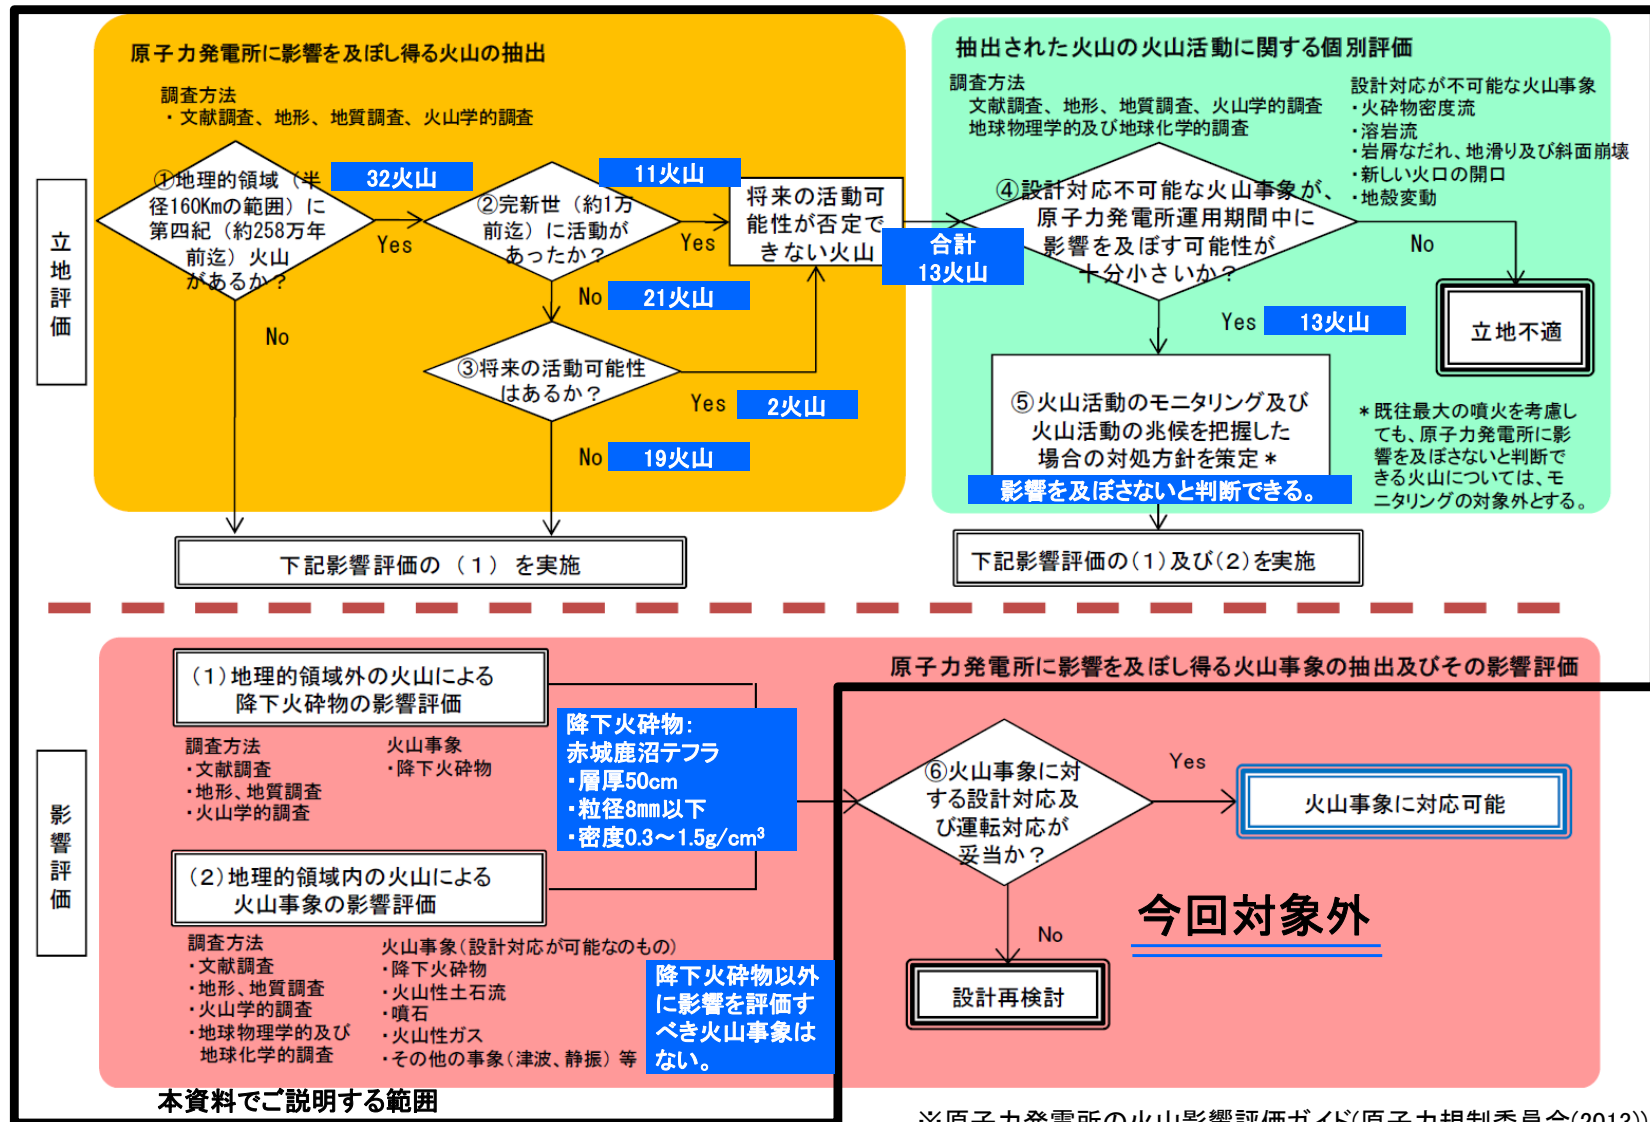 原子力発電所に影響を及ぼし得る火山の抽出
調査方法
・文献調査、地形、地質調査、火山学的調査
立地評価
①地理的領域（半
径160Kmの範囲）に
第四紀（約258万年
前迄）火山
があるか？
32火山
Yes
No
②完新世（約1万
前迄）に活動が
あったか？
11火山
Yes
No
21火山
③将来の活動可能性
はあるか？
Yes
2火山
No
19火山
将来の活動可
能性が否定で
きない火山
合計
13火山
下記影響評価の（1）を実施
抽出された火山の火山活動に関する個別評価
調査方法
文献調査、地形、地質調査、火山学的調査
地球物理学的及び地球化学的調査
設計対応が不可能な火山事象
・火砕物密度流
・溶岩流
・岩屑なだれ、地滑り及び斜面崩壊
・新しい火口の開口
・地殻変動
④設計対応不可能な火山事象が、
原子力発電所運用期間中に
影響を及ぼす可能性が
十分小さいか？
No
立地不適
Yes
13火山
⑤火山活動のモニタリング及び
火山活動の兆候を把握した
場合の対処方針を策定＊
影響を及ぼさないと判断できる。
＊既往最大の噴火を考慮し
ても、原子力発電所に影
響を及ぼさないと判断で
きる火山については、モ
ニタリングの対象外とする。
下記影響評価の(1)及び(2)を実施
影響評価
原子力発電所に影響を及ぼし得る火山事象の抽出及びその影響評価
(1)地理的領域外の火山による
降下火砕物の影響評価
調査方法
・文献調査
・地形、地質調査
・火山学的調査
火山事象
・降下火砕物
降下火砕物：
赤城鹿沼テフラ
・層厚50cm
・粒径8mm以下
・密度0.3～1.5g/cm³
(2)地理的領域内の火山による
火山事象の影響評価
調査方法
・文献調査
・地形、地質調査
・火山学的調査
・地球物理学的及び
地球化学的調査
火山事象（設計対応が可能なもの）
・降下火砕物
・火山性土石流
・噴石
・火山性ガス
・その他の事象（津波、静振）等
降下火砕物以外
に影響を評価す
べき火山事象は
ない。
⑥火山事象に対
する設計対応及
び運転対応が
妥当か？
Yes
火山事象に対応可能
No
設計再検討
今回対象外
本資料でご説明する範囲
※原子力発電所の火山影響評価ガイド(原子力規制委員会(2013))